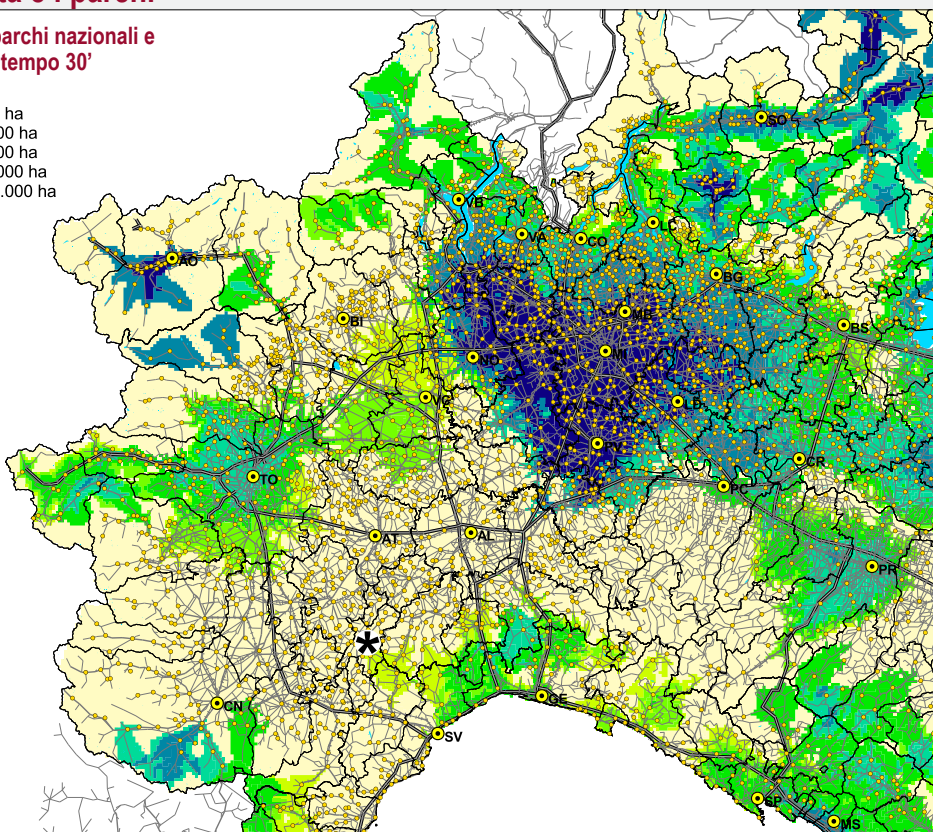 parchi nazionali e
tempo 30’
ha
00 ha
00 ha
000 ha
.000 ha
SO
VB
VA
CO
LC
AO
BG
BI
MB
BS
NO
MI
VC
LO
CR
TO
PC
AT
AL
PR
*
CN
GE
SV
SP
MS